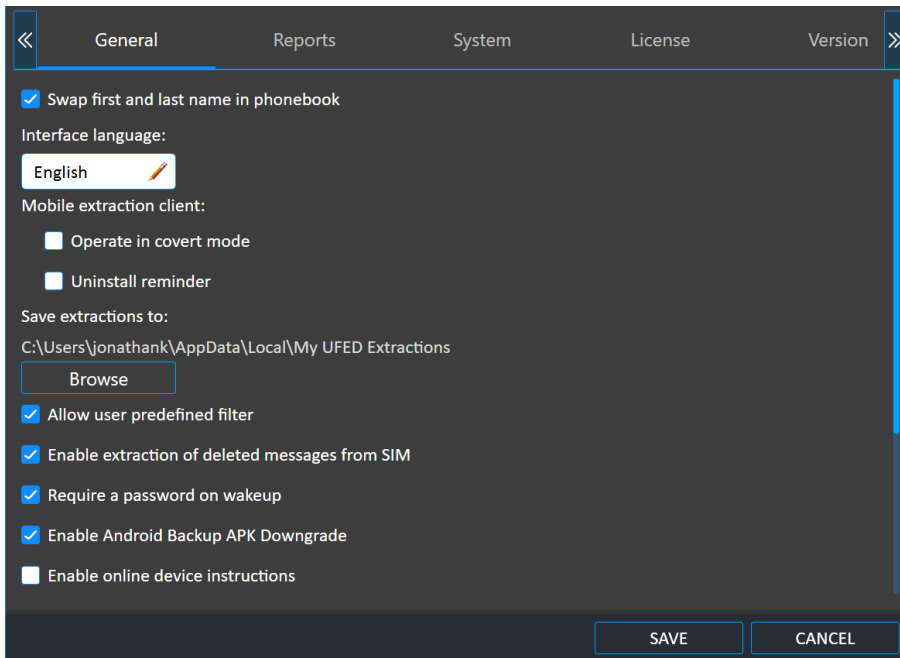 General Reports System License Version
Swap first and last name in phonebook
Interface language:
English
Mobile extraction client:
Operate in covert mode
Uninstall reminder
Save extractions to:
C:\Users\jonathank\AppData\Local\My UFED Extractions
Browse
Allow user predefined filter
Enable extraction of deleted messages from SIM
Require a password on wakeup
Enable Android Backup APK Downgrade
Enable online device instructions
SAVE CANCEL